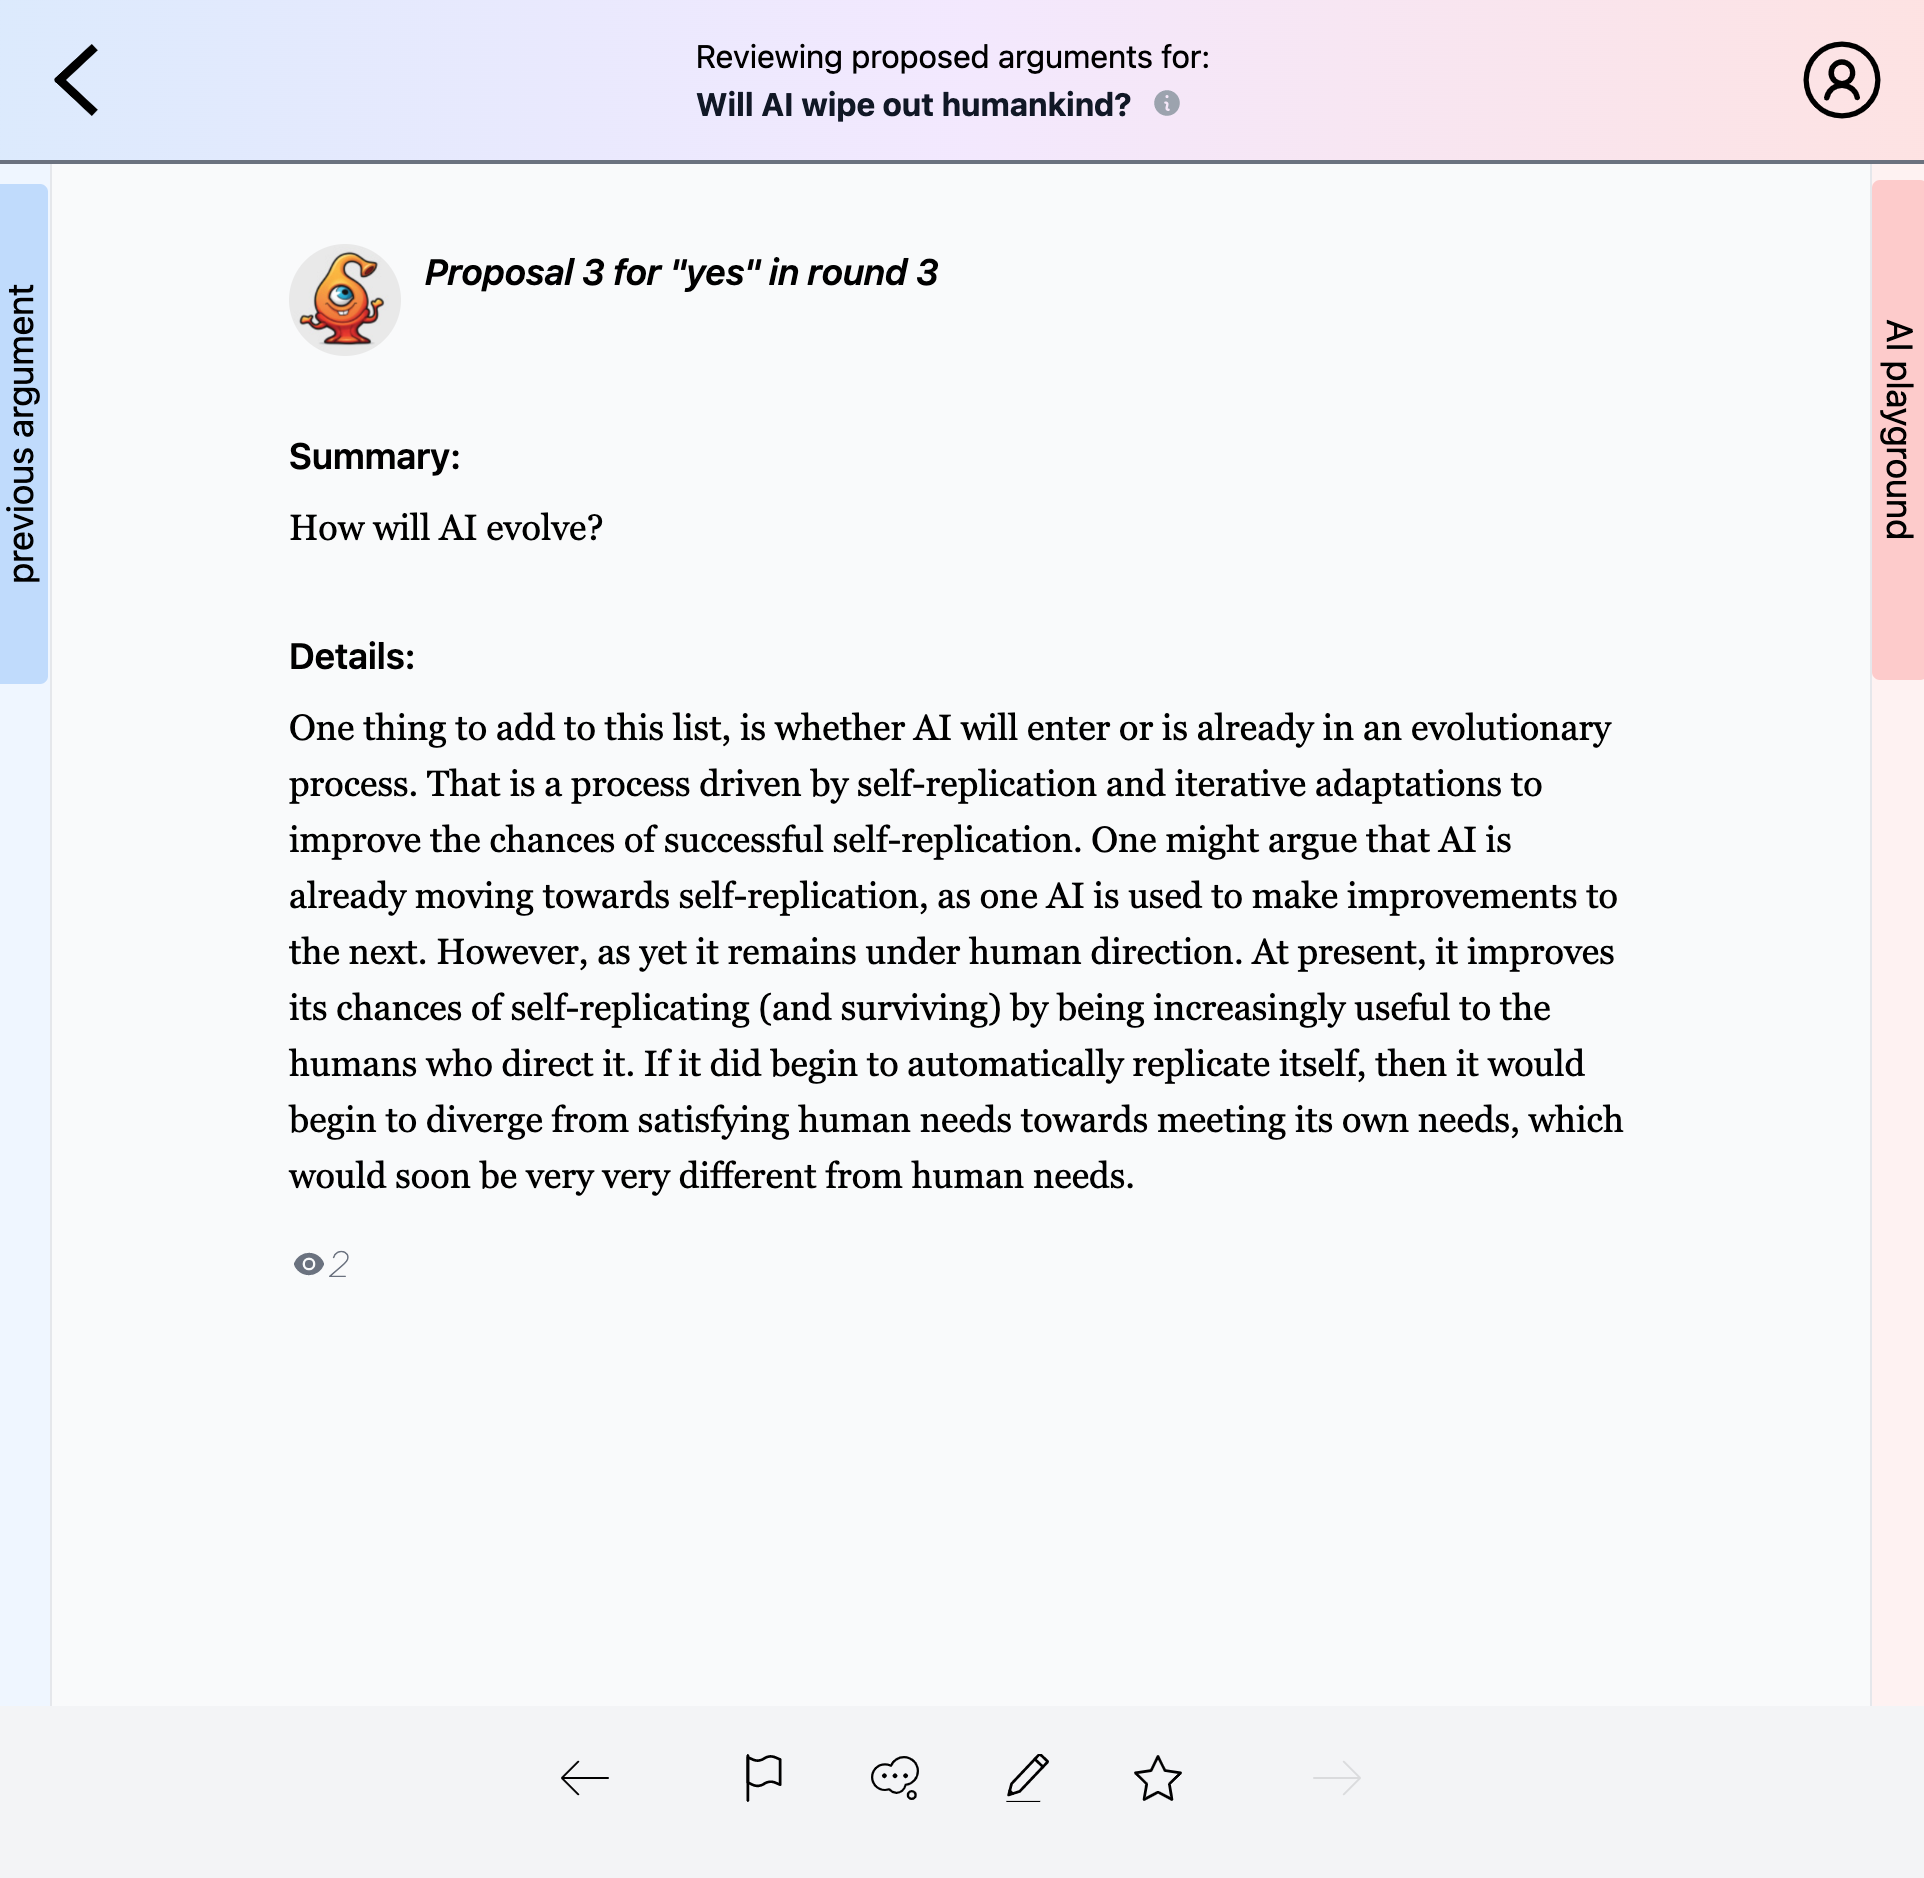 Reviewing proposed arguments for:
Will AI wipe out humankind?
previous argument
AI playground
Proposal 3 for "yes" in round 3
Summary:
How will AI evolve?
Details:
One thing to add to this list, is whether AI will enter or is already in an evolutionary
process. That is a process driven by self-replication and iterative adaptations to
improve the chances of successful self-replication. One might argue that AI is
already moving towards self-replication, as one AI is used to make improvements to
the next. However, as yet it remains under human direction. At present, it improves
its chances of self-replicating (and surviving) by being increasingly useful to the
humans who direct it. If it did begin to automatically replicate itself, then it would
begin to diverge from satisfying human needs towards meeting its own needs, which
would soon be very very different from human needs.
2